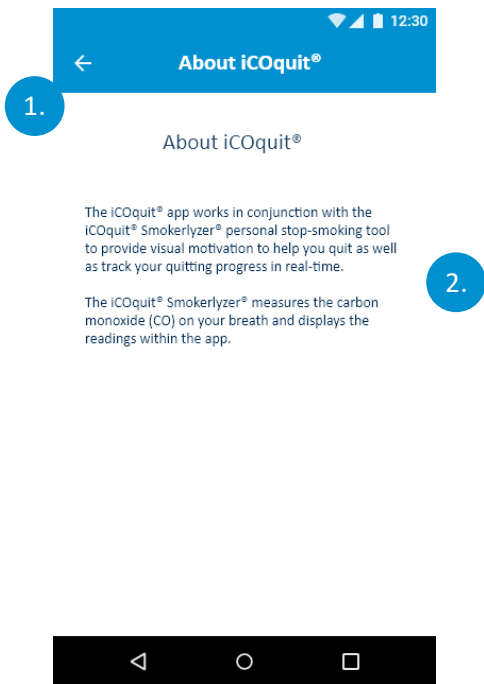 12:30
About iCOquit®
1.
About iCOquit®
The iCOquit® app works in conjunction with the
iCOquit® Smokerlyzer® personal stop-smoking tool
to provide visual motivation to help you quit as well
as track your quitting progress in real-time.
2.
The iCOquit® Smokerlyzer® measures the carbon
monoxide (CO) on your breath and displays the
readings within the app.